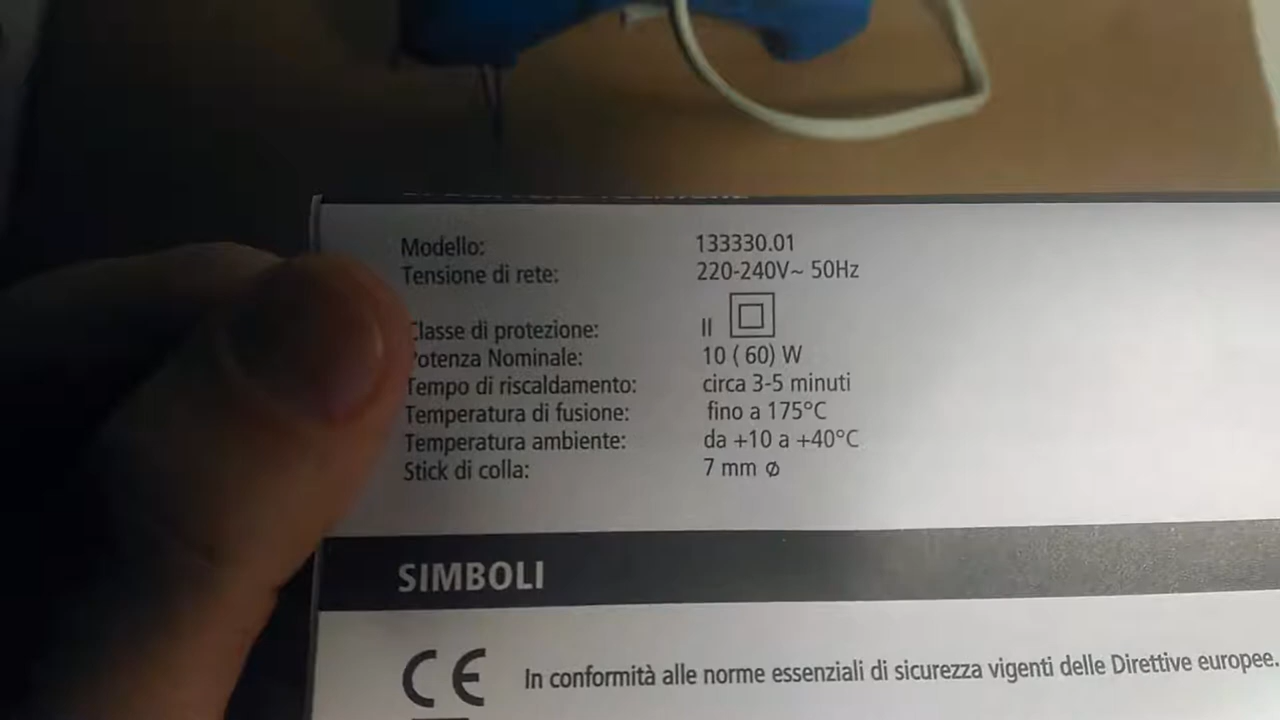 Modello: 133330.01
Tensione di rete: 220-240V~ 50Hz
Classe di protezione: II
Potenza Nominale: 10 ( 60) W
Tempo di riscaldamento: circa 3-5 minuti
Temperatura di fusione: fino a 175°C
Temperatura ambiente: da +10 a +40°C
Stick di colla: 7 mm ⌀
SIMBOLI
CE In conformità alle norme essenziali di sicurezza vigenti delle Direttive europee.